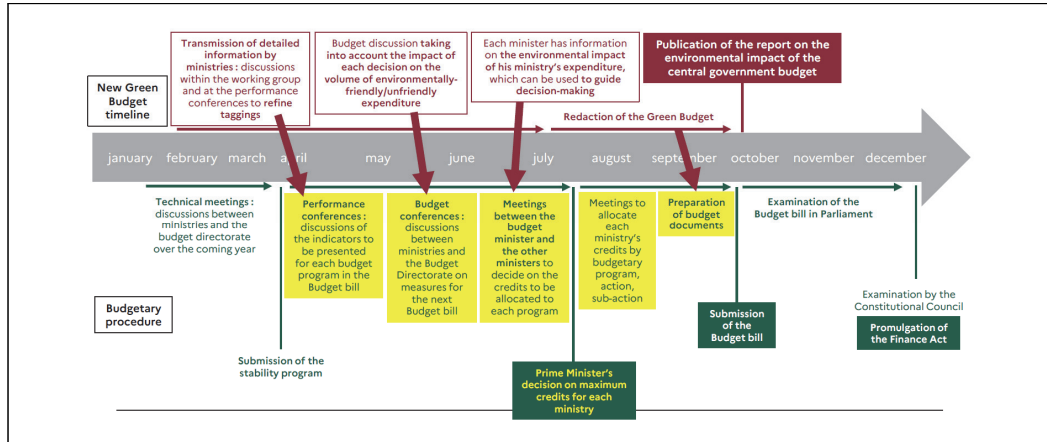 Transmission of detailed
information by
ministries : discussions
within the working group
and at the performance
conferences to refine
taggings
Budget discussion taking
into account the impact of
each decision on the
volume of environmentally-
friendly/unfriendly
expenditure
Each minister has information
on the environmental impact
of his ministry's expenditure,
which can be used to guide
decision-making
Publication of the report on the
environmental impact of the
central government budget
New Green
Budget
timeline
Redaction of the Green Budget
january
february
march
april
may
june
july
august
september
october
november
december
Technical meetings :
discussions between
ministries and the
budget directorate
over the coming year
Performance
conferences :
discussions of
the indicators to
be presented
for each budget
program in the
Budget bill
Budget
conferences :
discussions
between
ministries and
the Budget
Directorate on
measures for
the next
Budget bill
Meetings
between the
budget
minister and
the other
ministers to
decide on the
credits to be
allocated to
each program
Meetings to
allocate
each
ministry's
credits by
budgetary
program,
action,
sub-action
Preparation
of budget
documents
Examination of the
Budget bill in Parliament
Budgetary
procedure
Submission of the
stability program
Prime Minister's
decision on maximum
credits for each
ministry
Submission
of the
Budget bill
Examination by the
Constitutional Council
Promulgation of
the Finance Act